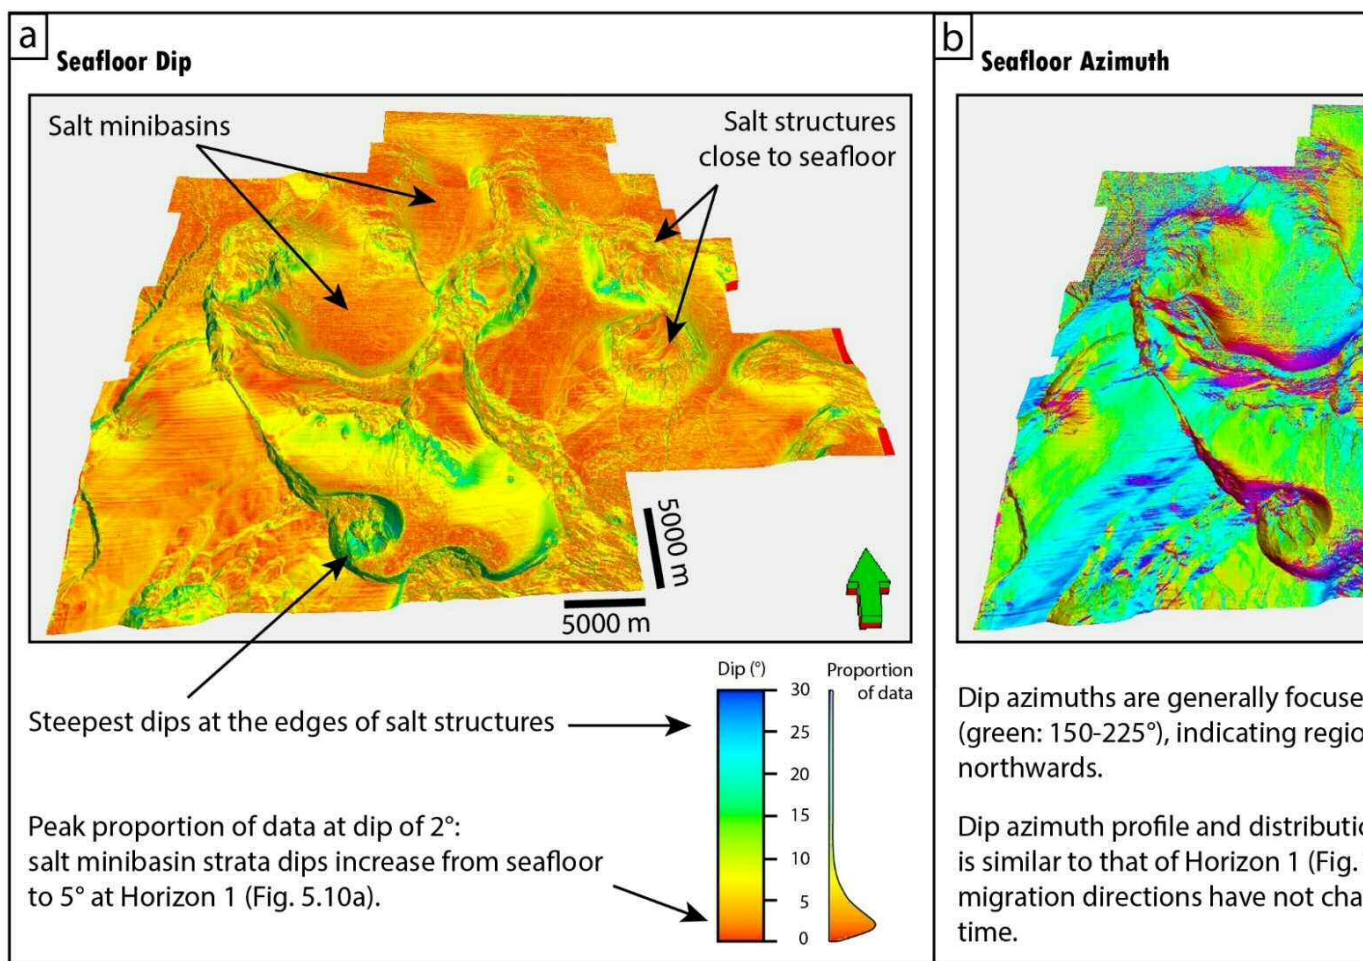 a
Seafloor Dip
Salt minibasins
Salt structures
close to seafloor
5000 m
5000 m
Steepest dips at the edges of salt structures
Dip (°)
Proportion
of data
30
25
20
15
10
5
0
Peak proportion of data at dip of 2°:
salt minibasin strata dips increase from seafloor
to 5° at Horizon 1 (Fig. 5.10a).
b
Seafloor Azimuth
Dip azimuths are generally focuse
(green: 150-225°), indicating regio
northwards.
Dip azimuth profile and distributio
is similar to that of Horizon 1 (Fig.
migration directions have not cha
time.